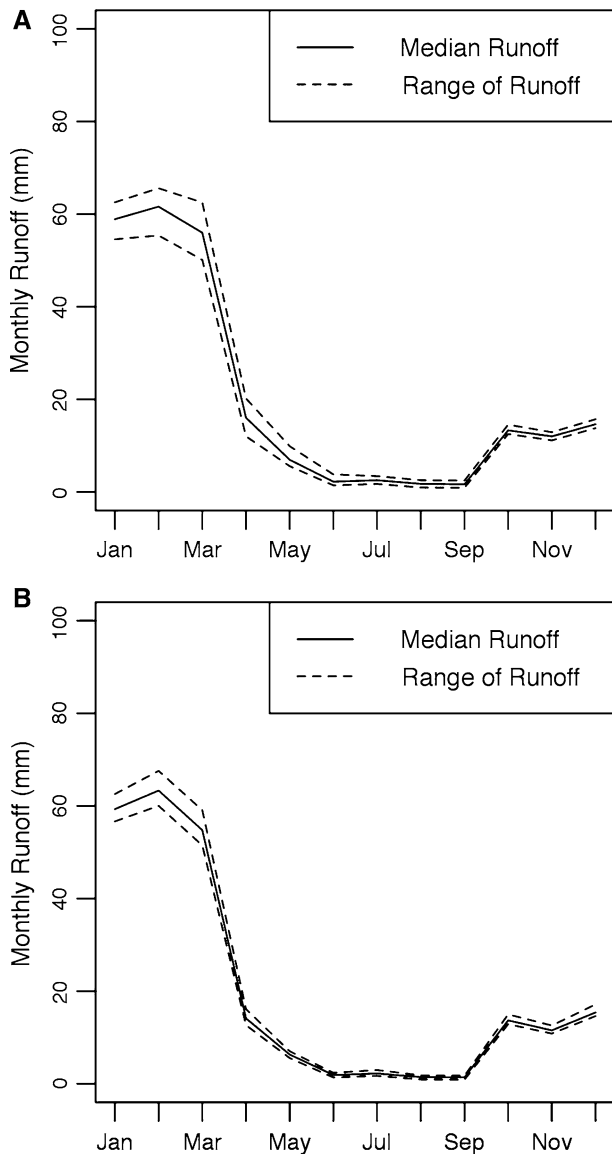 A
Median Runoff
Range of Runoff
Monthly Runoff (mm)
100
80
60
40
20
0
Jan Mar May Jul Sep Nov
B
Median Runoff
Range of Runoff
Monthly Runoff (mm)
100
80
60
40
20
0
Jan Mar May Jul Sep Nov